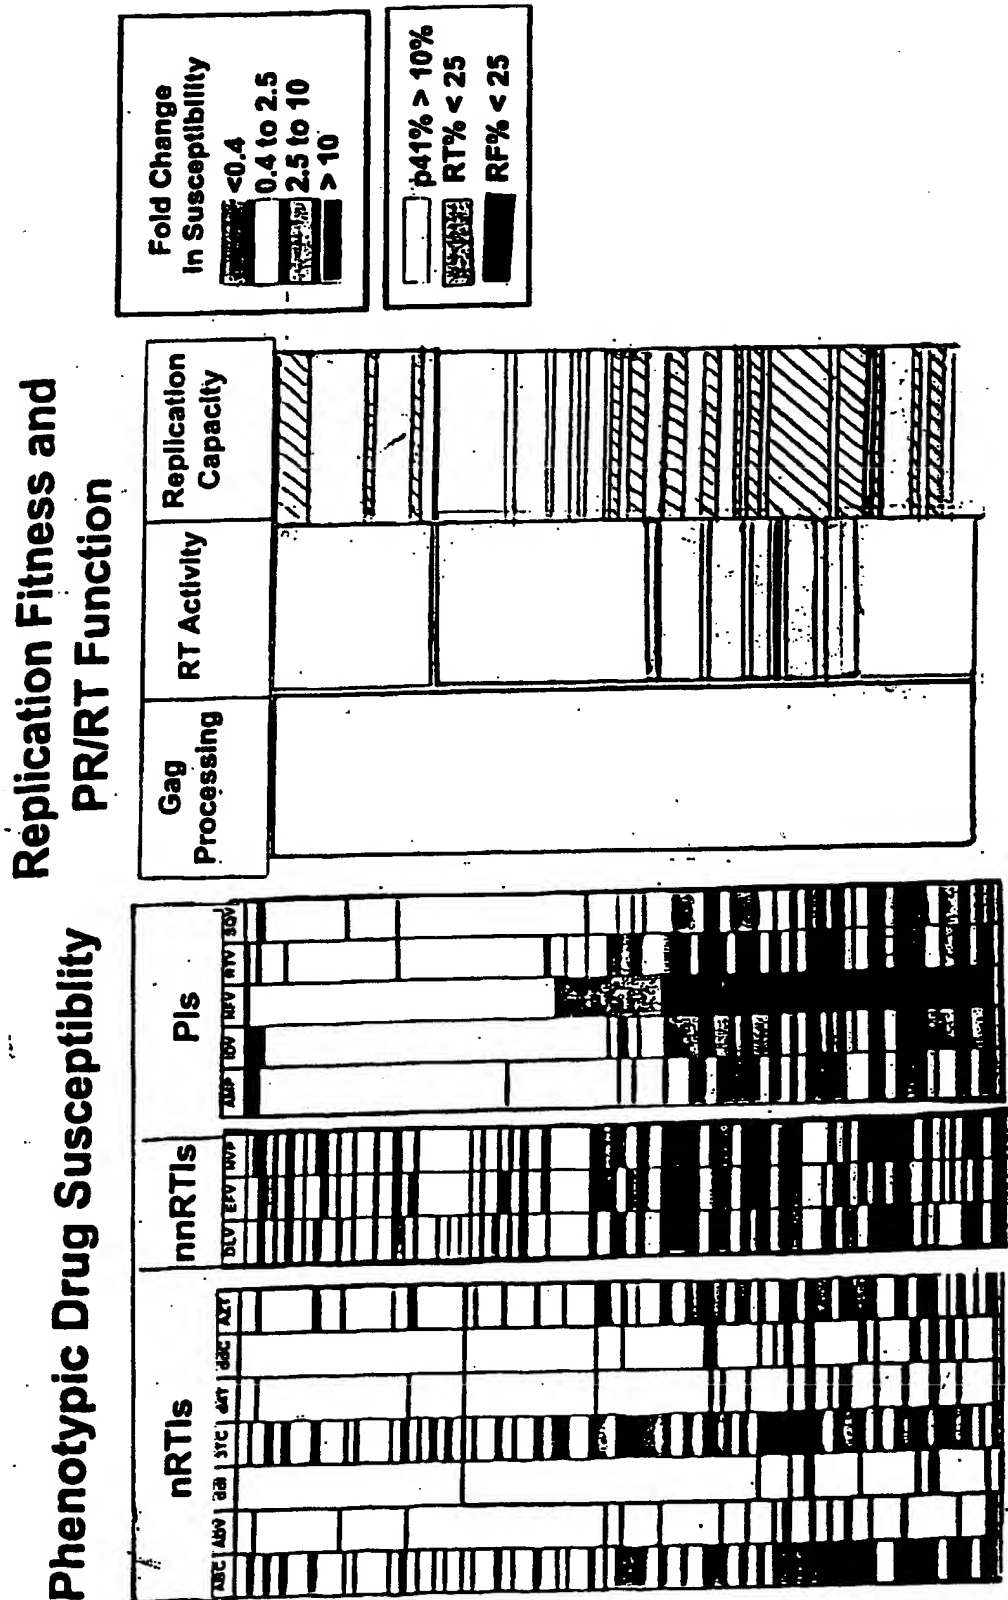 Phenotypic Drug Susceptiblity
nRTIs
nnRTIs
PIs
ABC ADV ddI 3TC d4T ddC AZT
DLV EFV NVP
AMP IDV NFV RTV SQV
Replication Fitness and
PR/RT Function
Gag
Processing
RT Activity
Replication
Capacity
Fold Change
In Susceptibility
<0.4
0.4 to 2.5
2.5 to 10
> 10
p41% > 10%
RT% < 25
RF% < 25